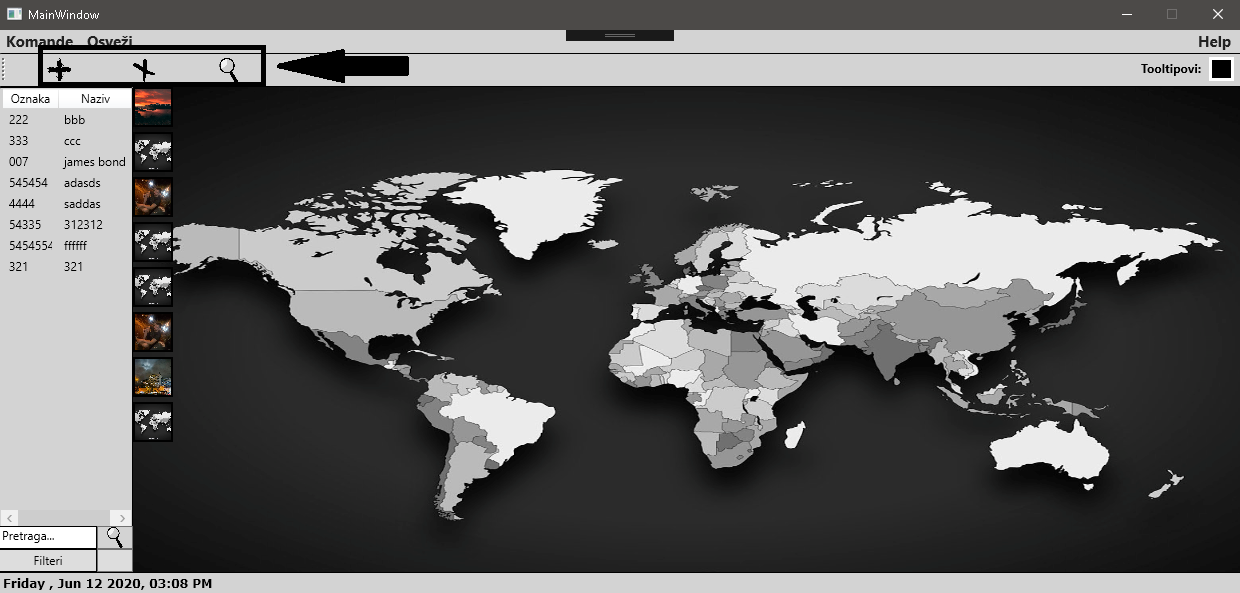 MainWindow
Komande Osveži Help
Tooltipovi:
Oznaka Naziv
222 bbb
333 ccc
007 james bond
545454 adasds
4444 saddas
54335 312312
5454554 ffffff
321 321
Pretraga...
Filteri
Friday , Jun 12 2020, 03:08 PM